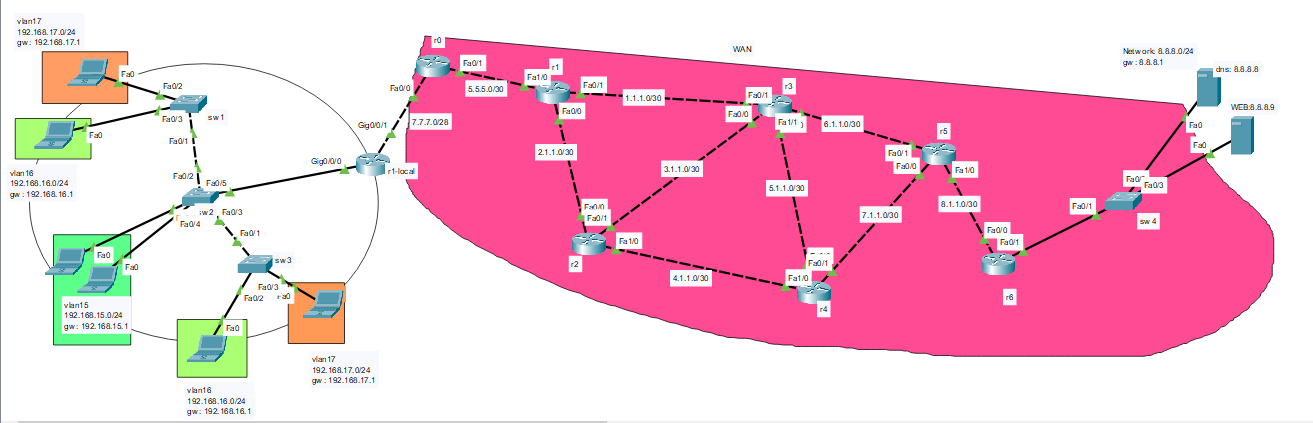 vlan17
192.168.17.0/24
gw: 192.168.17.1
Fa0
Fa0/2
sw1
Fa0/3
Fa0
Fa0/1
vlan16
192.168.16.0/24
gw: 192.168.16.1
Fa0/2
Fa0/5
sw2
Fa0/4
Fa0/3
Fa0/1
Fa0
Fa0
vlan15
192.168.15.0/24
gw: 192.168.15.1
sw3
Fa0/3
Fa0/2
Fa0
Fa0
vlan17
192.168.17.0/24
gw: 192.168.17.1
vlan16
192.168.16.0/24
gw: 192.168.16.1
Gig0/0/0
Gig0/0/1
r1-local
7.7.7.0/28
WAN
r0
Fa0/0
Fa0/1
5.5.5.0/30
r1
Fa1/0
Fa0/1
Fa0/0
1.1.1.0/30
2.1.1.0/30
r3
Fa0/1
Fa0/0
Fa1/1
3.1.1.0/30
6.1.1.0/30
5.1.1.0/30
Fa0/0
Fa0/1
Fa1/0
r2
4.1.1.0/30
Fa0/1
Fa1/0
r4
7.1.1.0/30
r5
Fa0/1
Fa0/0
Fa1/0
8.1.1.0/30
Fa0/0
Fa0/1
r6
Fa0/1
Fa0/3
sw4
Fa0
Fa0
Network: 8.8.8.0/24
gw: 8.8.8.1
dns: 8.8.8.8
WEB:8.8.8.9